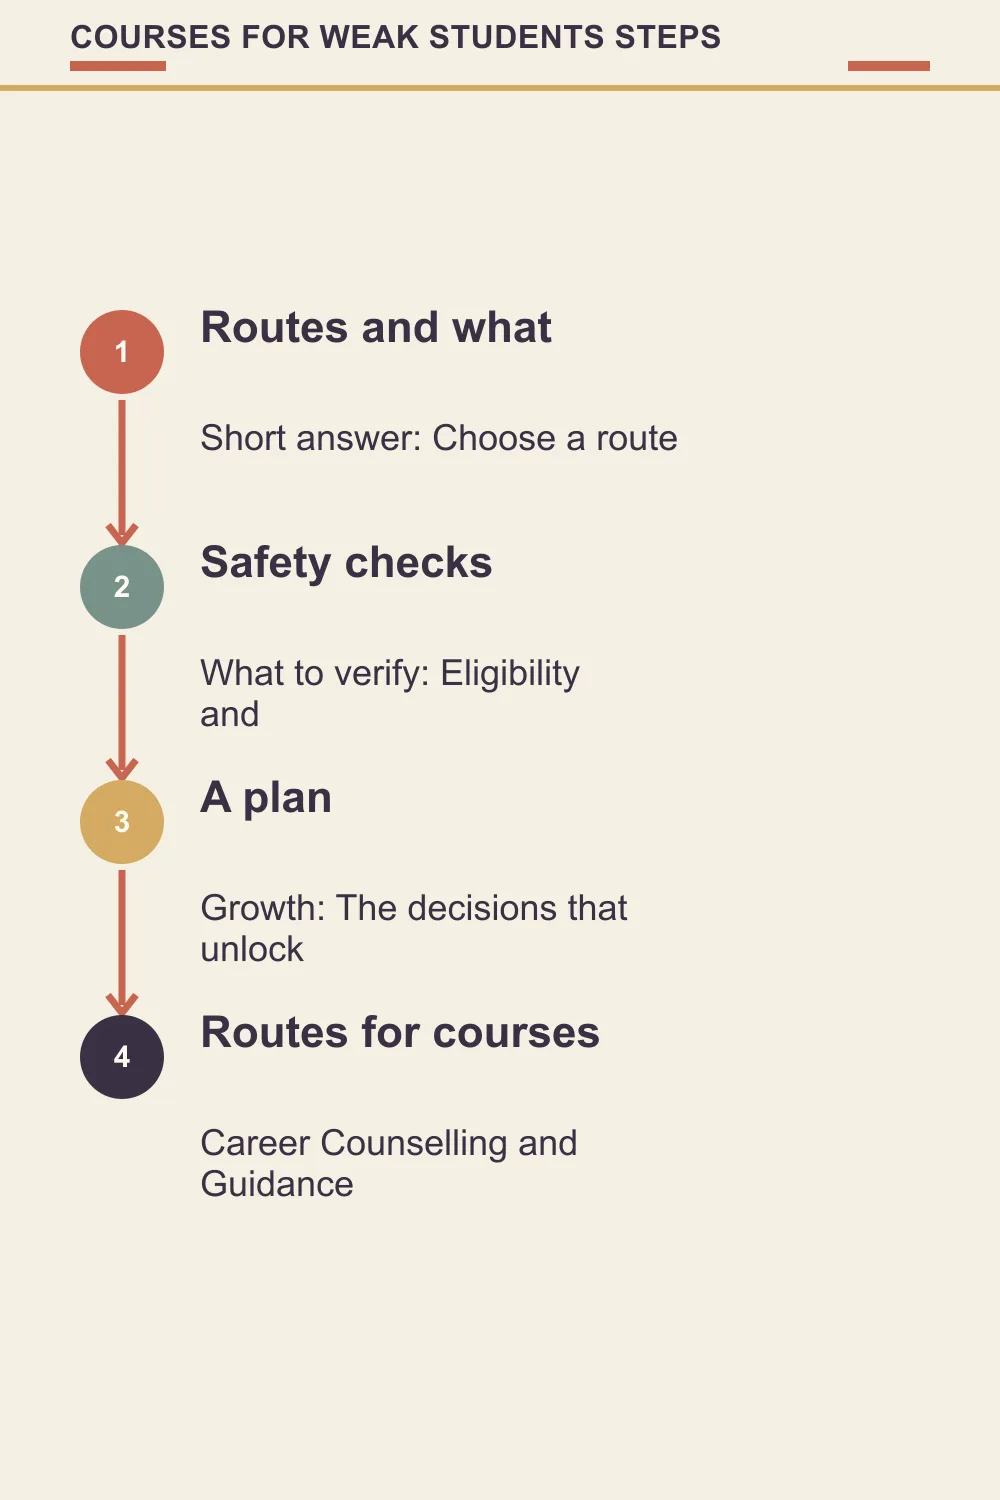 COURSES FOR WEAK STUDENTS STEPS
1
Routes and what
Short answer: Choose a route
2
Safety checks
What to verify: Eligibility
and
3
A plan
Growth: The decisions that
unlock
4
Routes for courses
Career Counselling and
Guidance